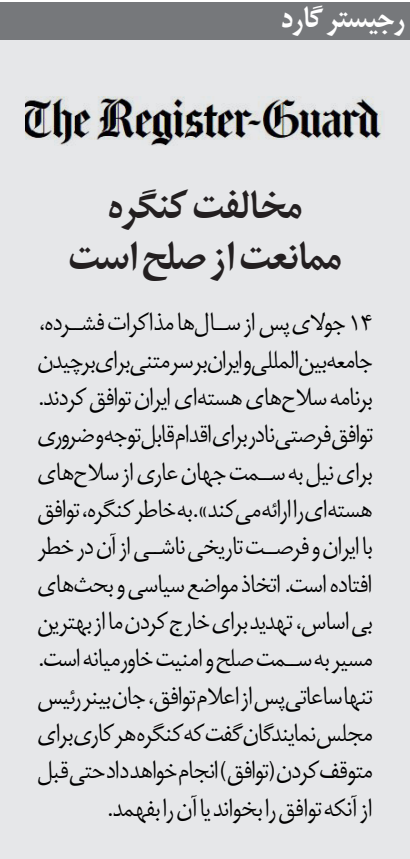 رجیستر گارد
The Register-Guard
مخالفت کنگره
ممانعت از صلح است
۱۴ جولای پس از سال‌ها مذاکرات فشرده،
جامعه بین‌المللی و ایران بر سر متنی برای برچیدن
برنامه سلاح‌های هسته‌ای ایران توافق کردند.
توافق فرصتی نادر برای اقدام قابل توجه و ضروری
برای نیل به سمت جهان عاری از سلاح‌های
هسته‌ای را ارائه می‌کند». به خاطر کنگره، توافق
با ایران و فرصت تاریخی ناشی از آن در خطر
افتاده است. اتخاذ مواضع سیاسی و بحث‌های
بی اساس، تهدید برای خارج کردن ما از بهترین
مسیر به سمت صلح و امنیت خاورمیانه است.
تنها ساعاتی پس از اعلام توافق، جان بینر رئیس
مجلس نمایندگان گفت که کنگره هر کاری برای
متوقف کردن (توافق) انجام خواهد داد حتی قبل
از آنکه توافق را بخواند یا آن را بفهمد.